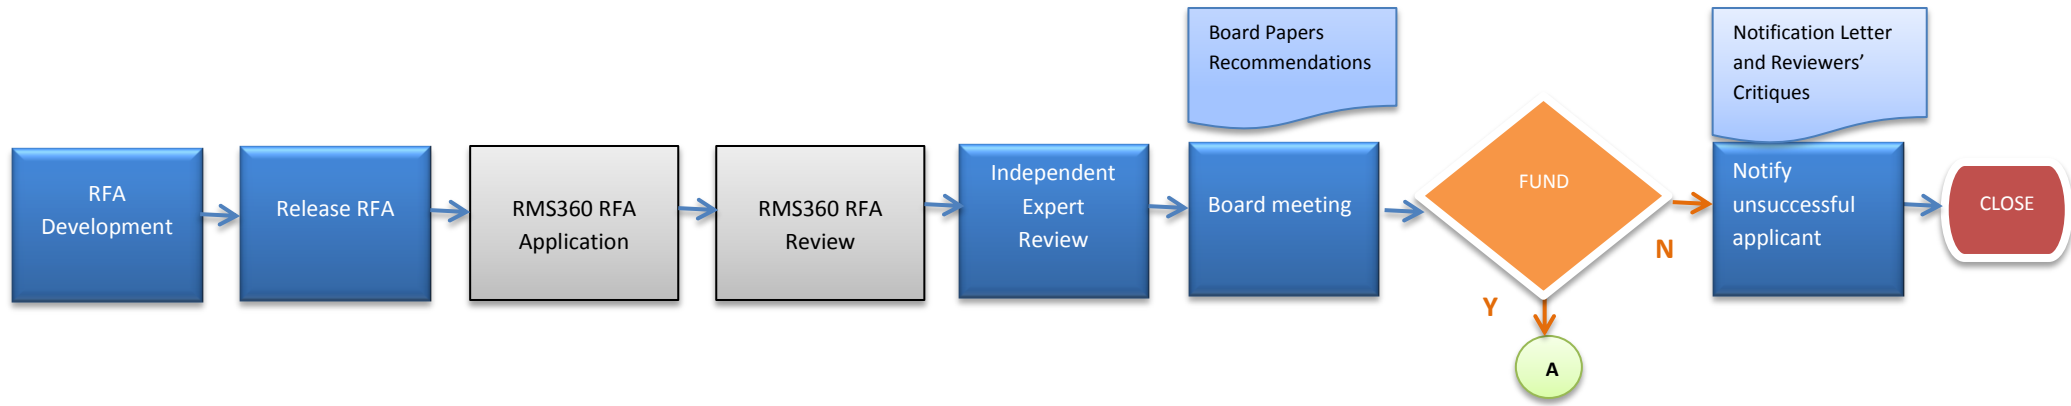 RFA
Development
Release RFA
RMS360 RFA
Application
RMS360 RFA
Review
Independent
Expert
Review
Board Papers
Recommendations
Board meeting
FUND
Y
N
A
Notification Letter
and Reviewers’
Critiques
Notify
unsuccessful
applicant
CLOSE